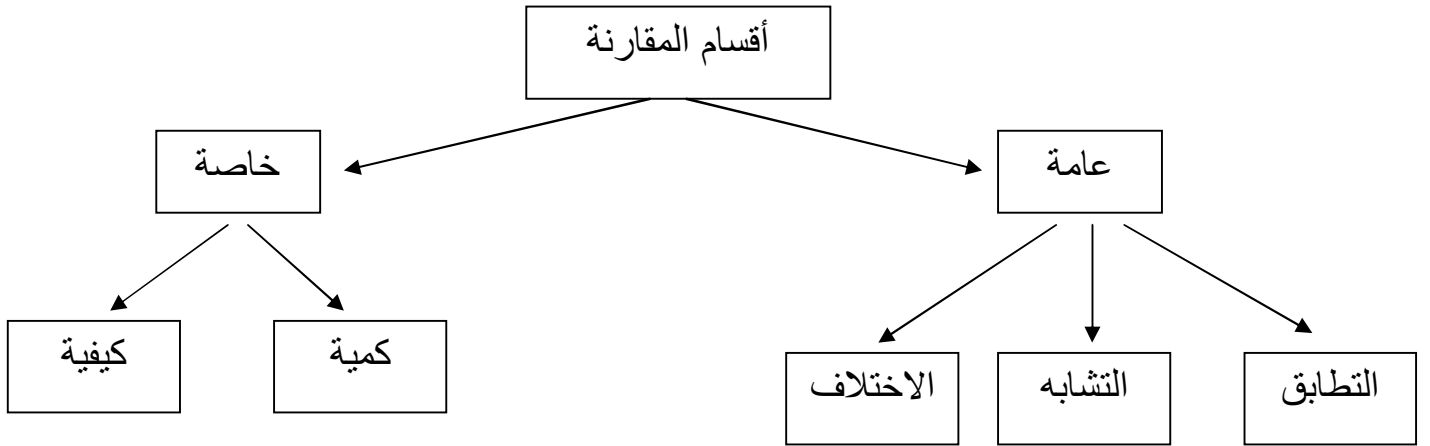 أقسام المقارنة
عامة
خاصة
التطابق
التشابه
الاختلاف
كمية
كيفية